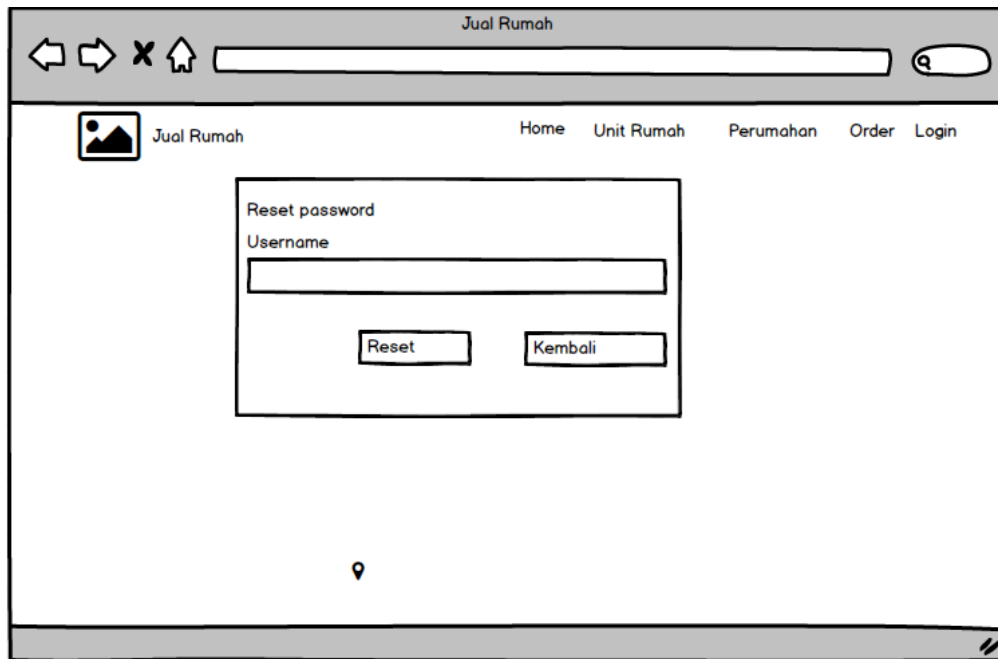 Jual Rumah
Jual Rumah
Home Unit Rumah Perumahan Order Login
Reset password
Username
Reset Kembali